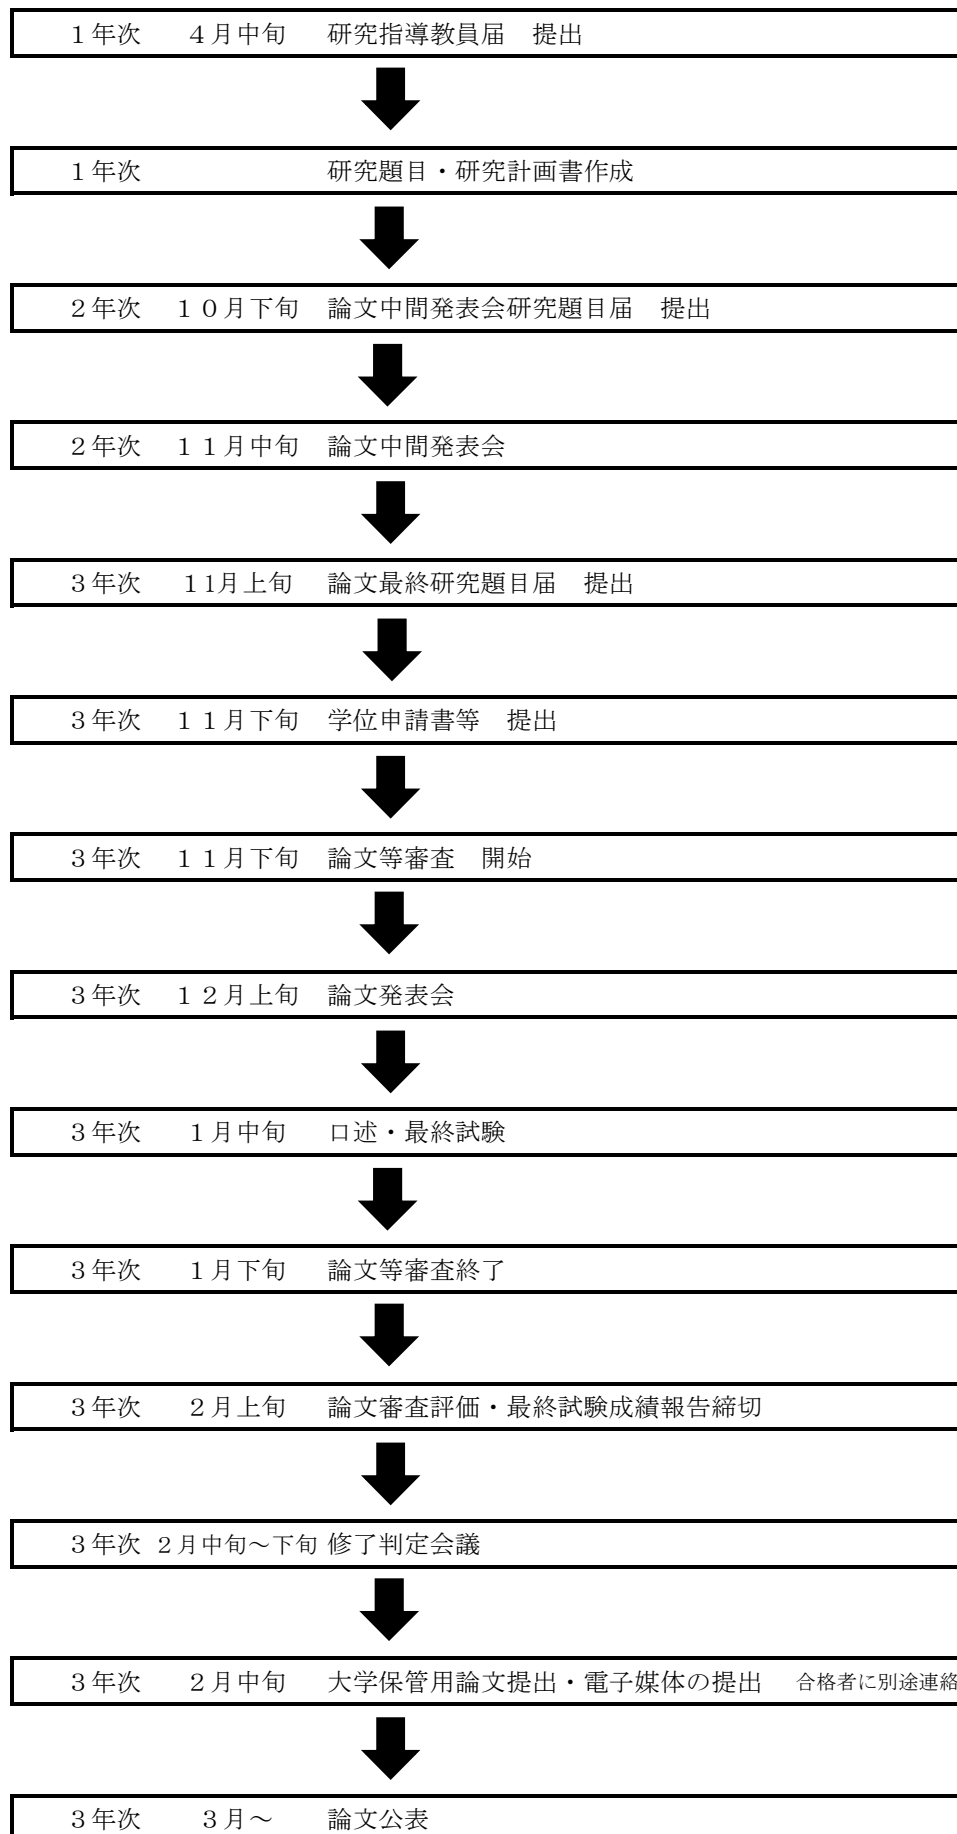 １年次　４月中旬　研究指導教員届　提出
１年次　研究題目・研究計画書作成
２年次　１０月下旬　論文中間発表会研究題目届　提出
２年次　１１月中旬　論文中間発表会
３年次　１1月上旬　論文最終研究題目届　提出
３年次　１１月下旬　学位申請書等　提出
３年次　１１月下旬　論文等審査　開始
３年次　１２月上旬　論文発表会
３年次　１月中旬　口述・最終試験
３年次　１月下旬　論文等審査終了
３年次　２月上旬　論文審査評価・最終試験成績報告締切
３年次　２月中旬～下旬　修了判定会議
３年次　２月中旬　大学保管用論文提出・電子媒体の提出　合格者に別途連絡
３年次　３月～　論文公表